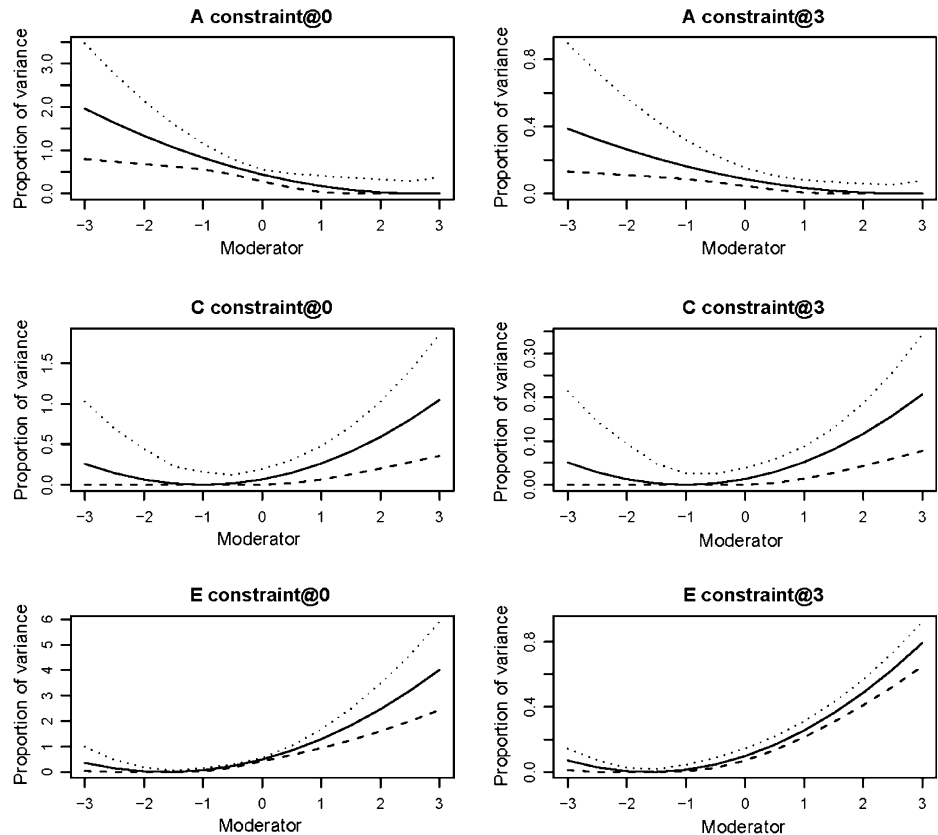 A constraint@0
Proportion of variance
0.0 1.0 2.0 3.0
−3 −2 −1 0 1 2 3
Moderator
A constraint@3
Proportion of variance
0.0 0.4 0.8
−3 −2 −1 0 1 2 3
Moderator
C constraint@0
Proportion of variance
0.0 0.5 1.0 1.5
−3 −2 −1 0 1 2 3
Moderator
C constraint@3
Proportion of variance
0.00 0.10 0.20 0.30
−3 −2 −1 0 1 2 3
Moderator
E constraint@0
Proportion of variance
0 1 2 3 4 5 6
−3 −2 −1 0 1 2 3
Moderator
E constraint@3
Proportion of variance
0.0 0.4 0.8
−3 −2 −1 0 1 2 3
Moderator